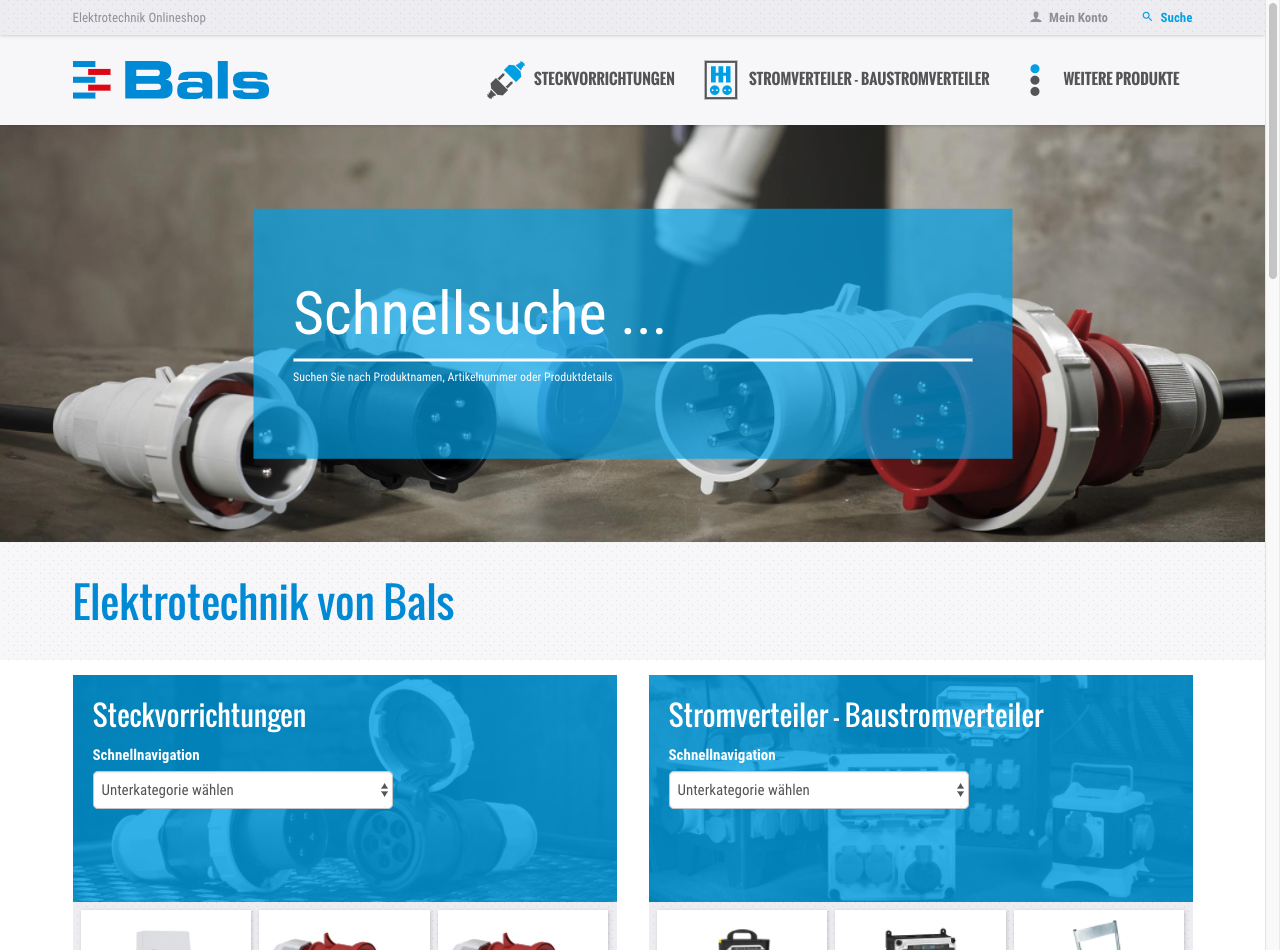 Elektrotechnik Onlineshop
Mein Konto
Suche
Bals
STECKVORRICHTUNGEN
STROMVERTEILER - BAUSTROMVERTEILER
WEITERE PRODUKTE
Schnellsuche ...
Suchen Sie nach Produktnamen, Artikelnummer oder Produktdetails
Elektrotechnik von Bals
Steckvorrichtungen
Schnellnavigation
Unterkategorie wählen
Stromverteiler - Baustromverteiler
Schnellnavigation
Unterkategorie wählen